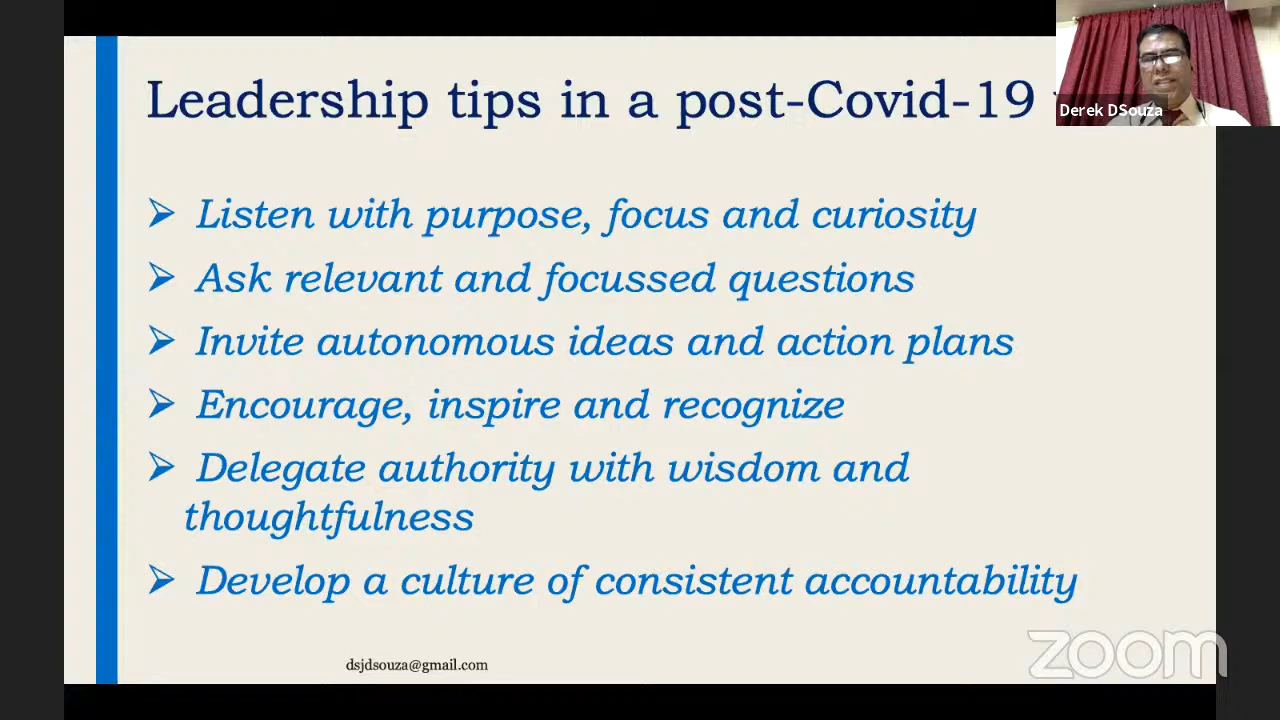 Leadership tips in a post-Covid-19
Derek DSouza
➢ Listen with purpose, focus and curiosity
➢ Ask relevant and focussed questions
➢ Invite autonomous ideas and action plans
➢ Encourage, inspire and recognize
➢ Delegate authority with wisdom and
thoughtfulness
➢ Develop a culture of consistent accountability
dsjdsouza@gmail.com
zoom